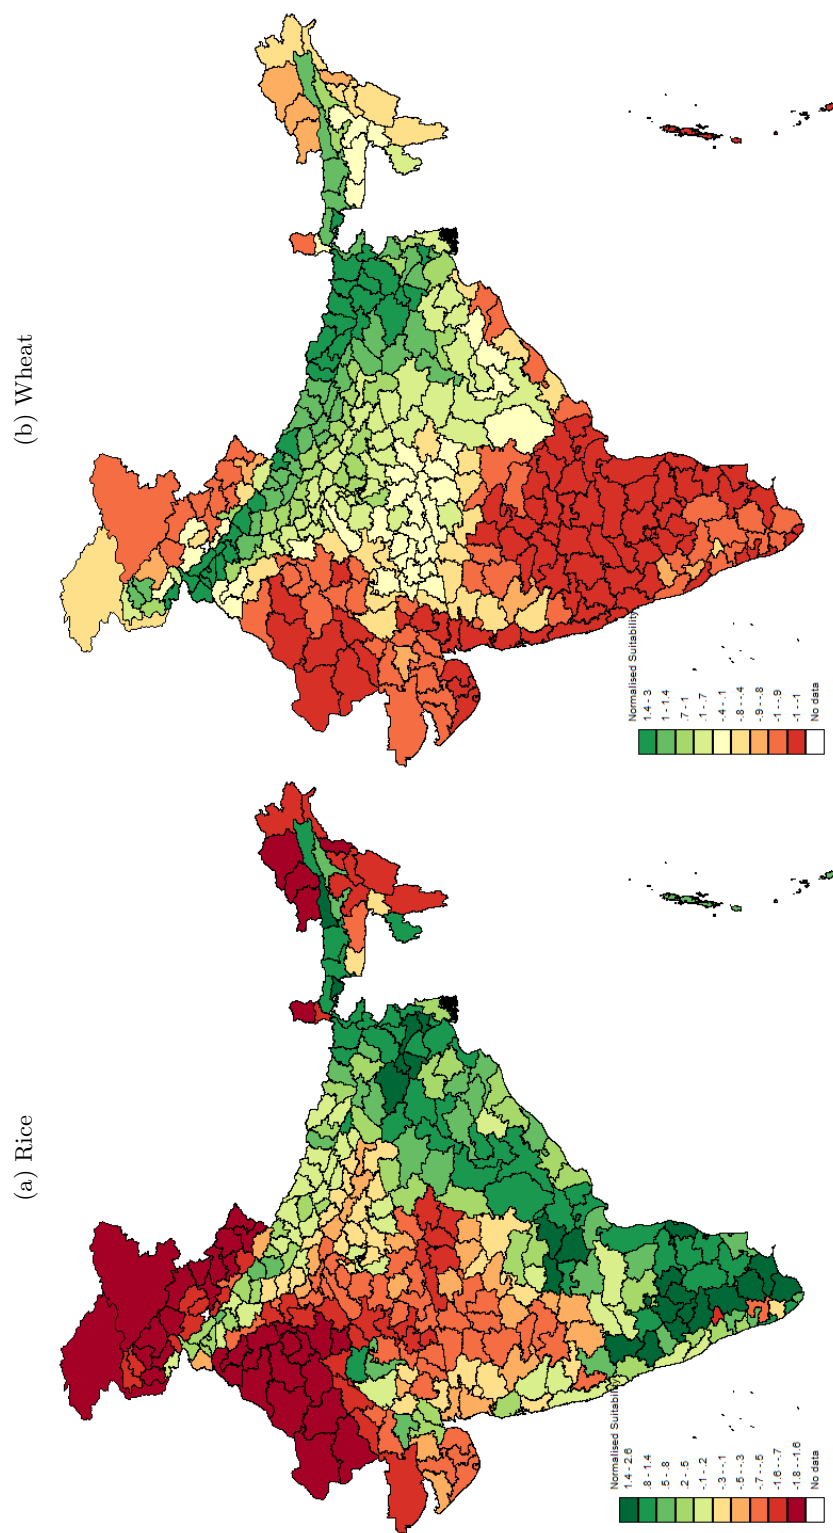 (a) Rice
Normalised Suitability
1.4 - 2.6
.8 - 1.4
.5 - .8
.2 - .5
-.1 - .2
-.3 - -.1
-.5 - -.3
-.7 - -.5
-1.6 - -.7
-1.8 - -1.6
No data
(b) Wheat
Normalised Suitability
1.4 - 3
1 - 1.4
.7 - 1
.1 - .7
-.4 - .1
-.8 - -.4
-.9 - -.8
-1 - -.9
-1 - -1
No data